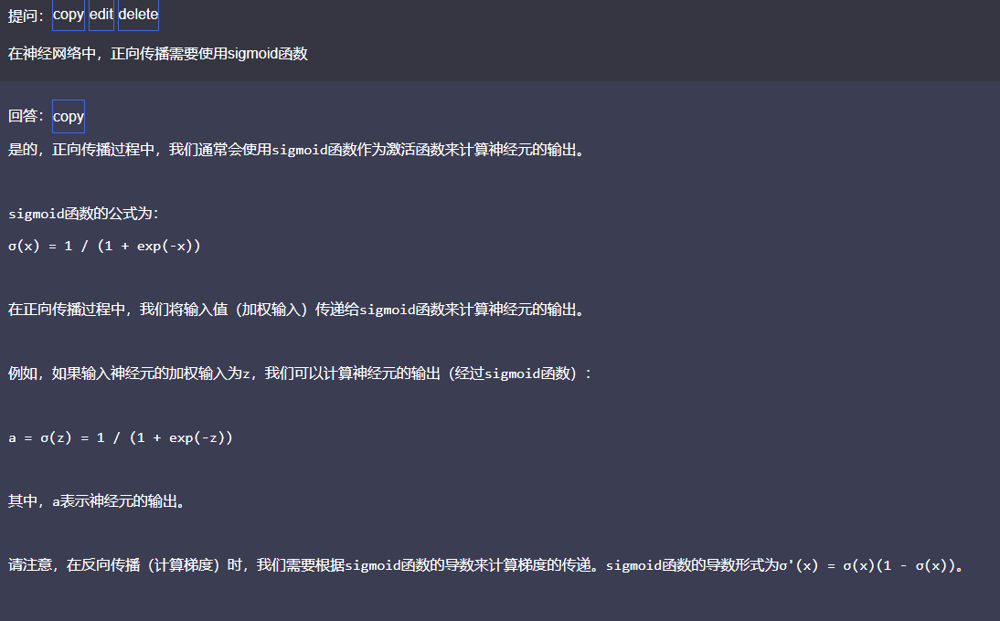 提问：copy edit delete
在神经网络中，正向传播需要使用sigmoid函数
回答：copy
是的，正向传播过程中，我们通常会使用sigmoid函数作为激活函数来计算神经元的输出。
sigmoid函数的公式为：
σ(x) = 1 / (1 + exp(-x))
在正向传播过程中，我们将输入值（加权输入）传递给sigmoid函数来计算神经元的输出。
例如，如果输入神经元的加权输入为z，我们可以计算神经元的输出（经过sigmoid函数）：
a = σ(z) = 1 / (1 + exp(-z))
其中，a表示神经元的输出。
请注意，在反向传播（计算梯度）时，我们需要根据sigmoid函数的导数来计算梯度的传递。sigmoid函数的导数形式为σ'(x) = σ(x)(1 - σ(x))。